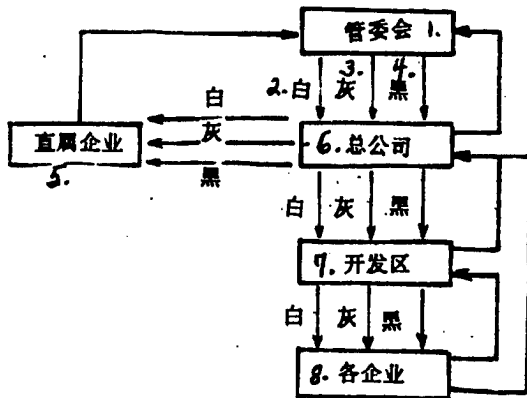 管委会 1.
2. 白 3. 灰 4. 黑
白
灰
黑
直属企业
5.
6. 总公司
白 灰 黑
7. 开发区
白 灰 黑
8. 各企业